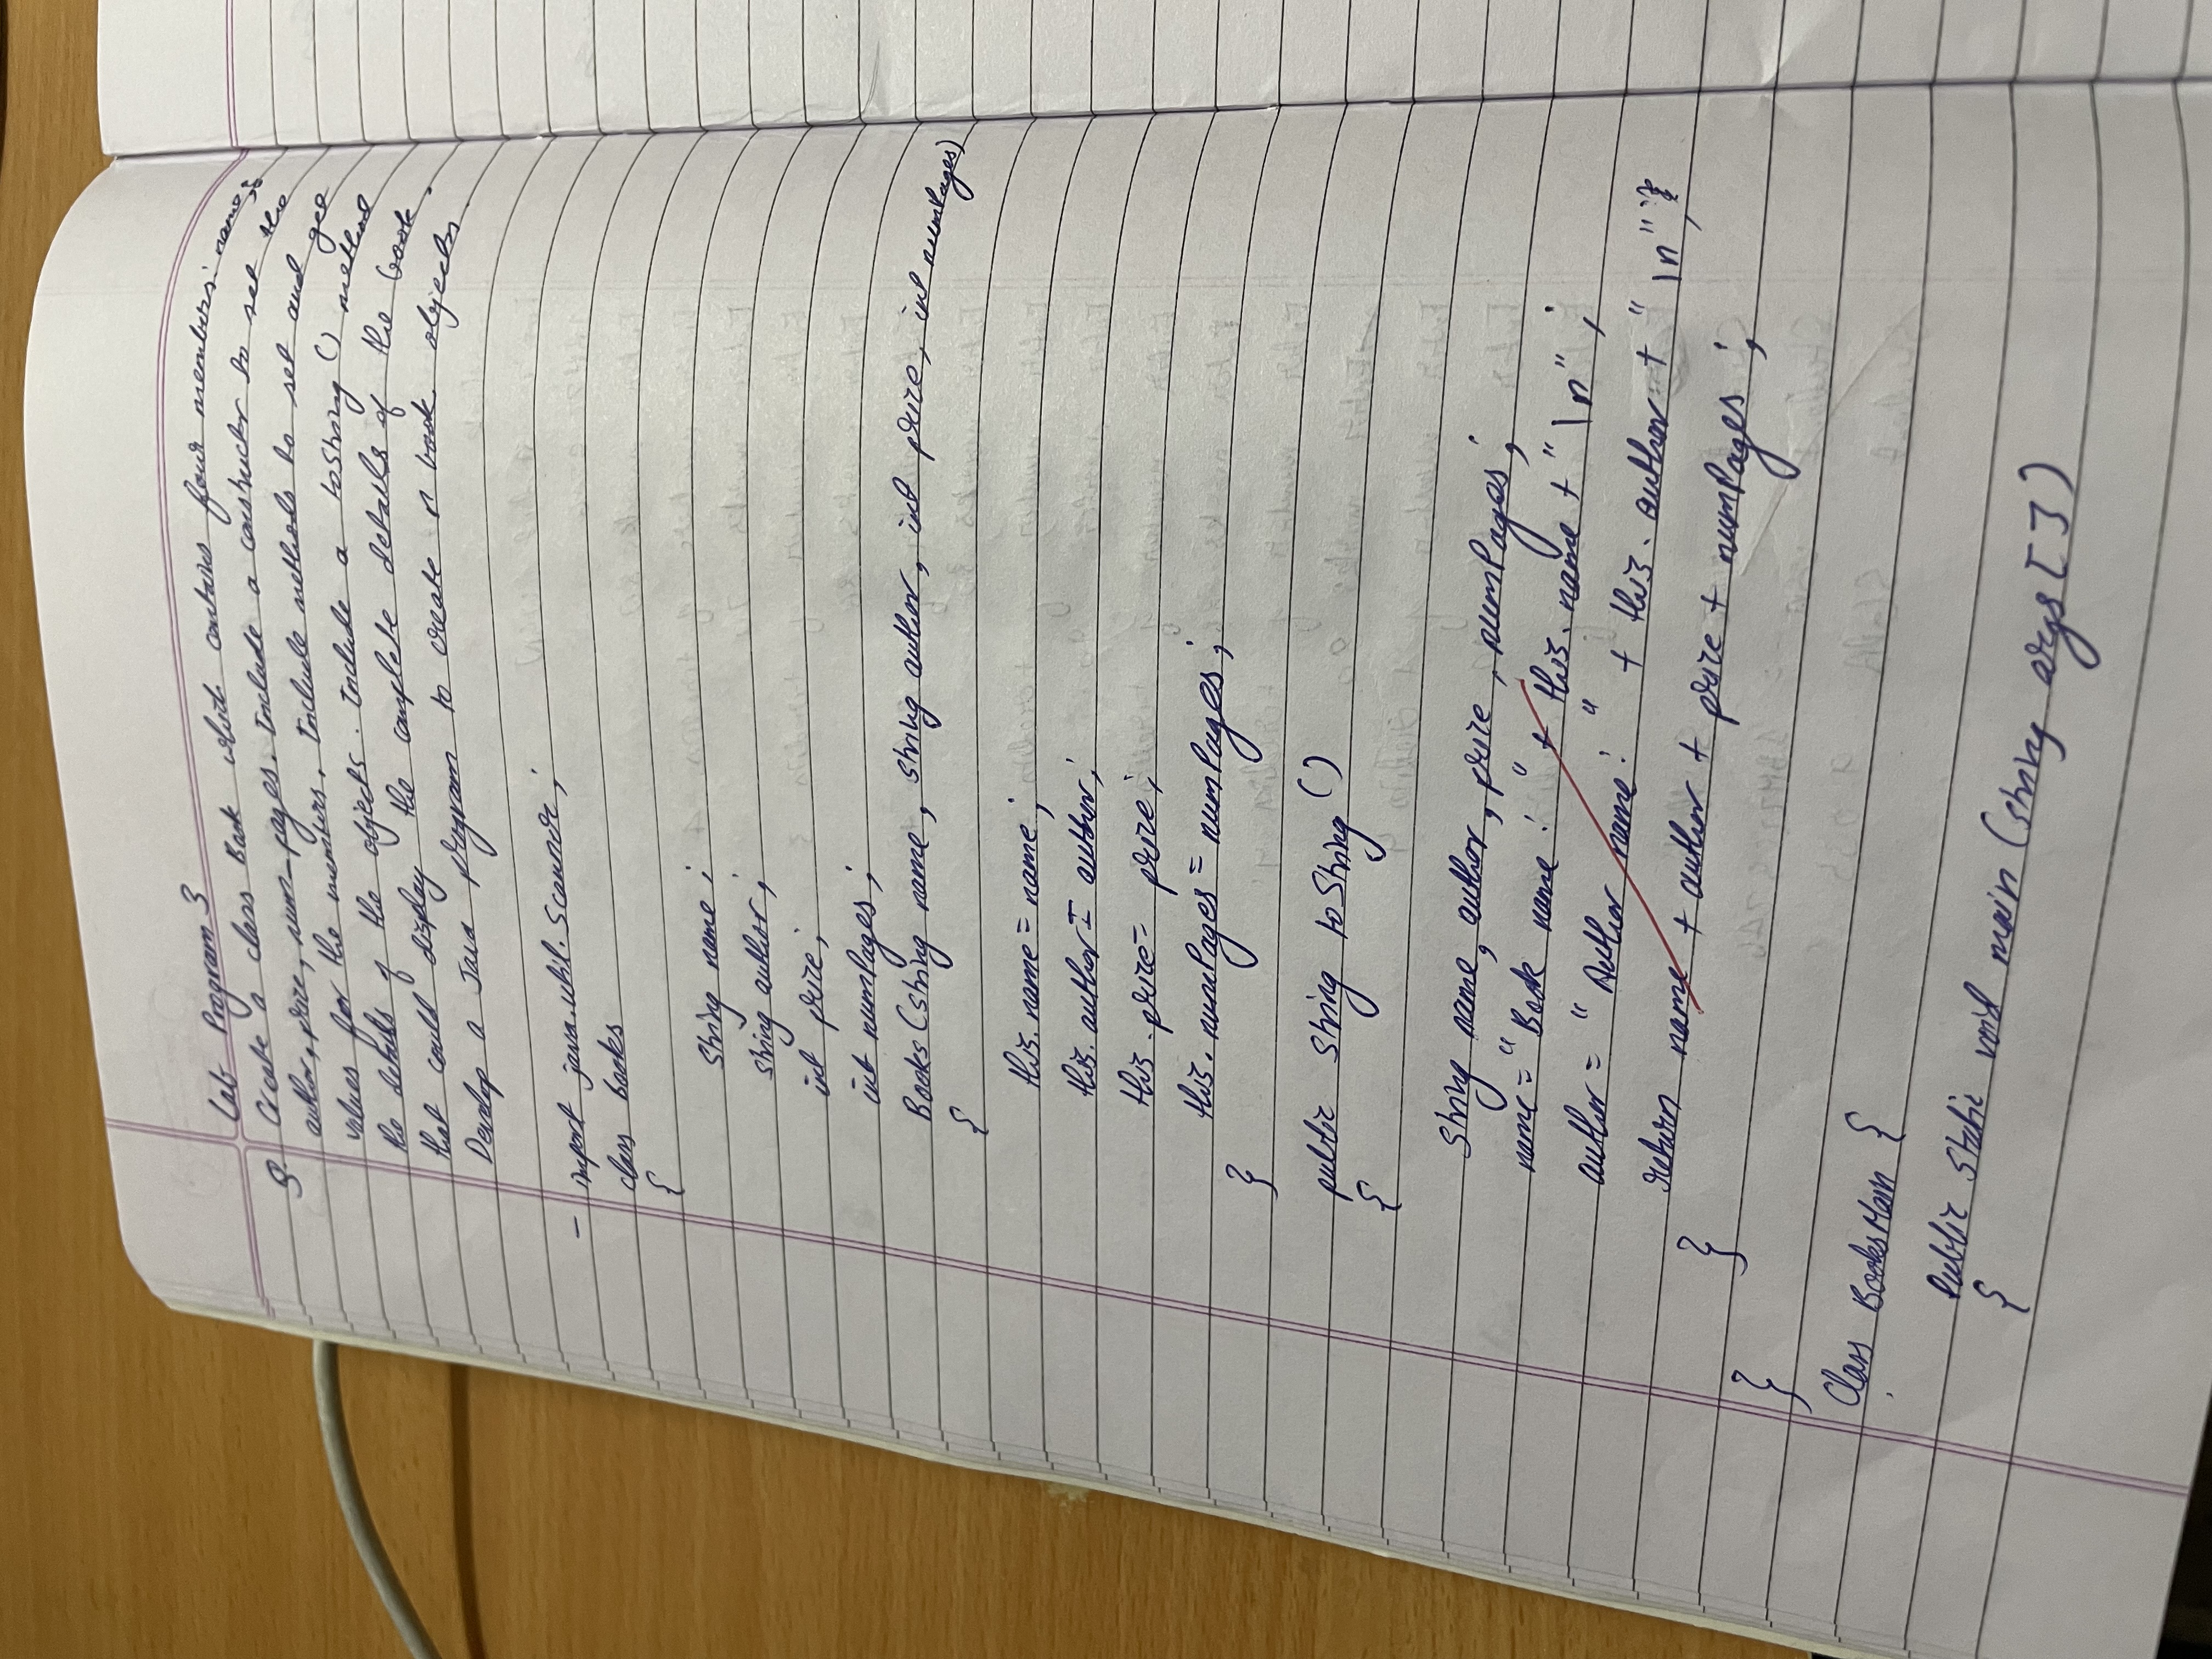 Lab Program 3
Q. Create a class Book which contains four members: name,
author, price, num_pages. Include a constructor to set the
values for the members. Include methods to set and get
the details of the objects. Include a toString() method
that could display the complete details of the book.
Develop a Java program to create n book objects.
- import java.util.Scanner;
class books
{
String name;
String author;
int price;
int numPages;
Books(String name, String author, int price, int numPages)
{
this.name = name;
this.author = author;
this.price = price;
this.numPages = numPages;
}
public String toString()
{
String name, author, price, numPages;
name = "Book name: " + this.name + "\n";
author = "Author name: " + this.author + "\n";
return name + author + price + numPages;
}
}
Class BooksMain {
Public static void main (string args[])
{